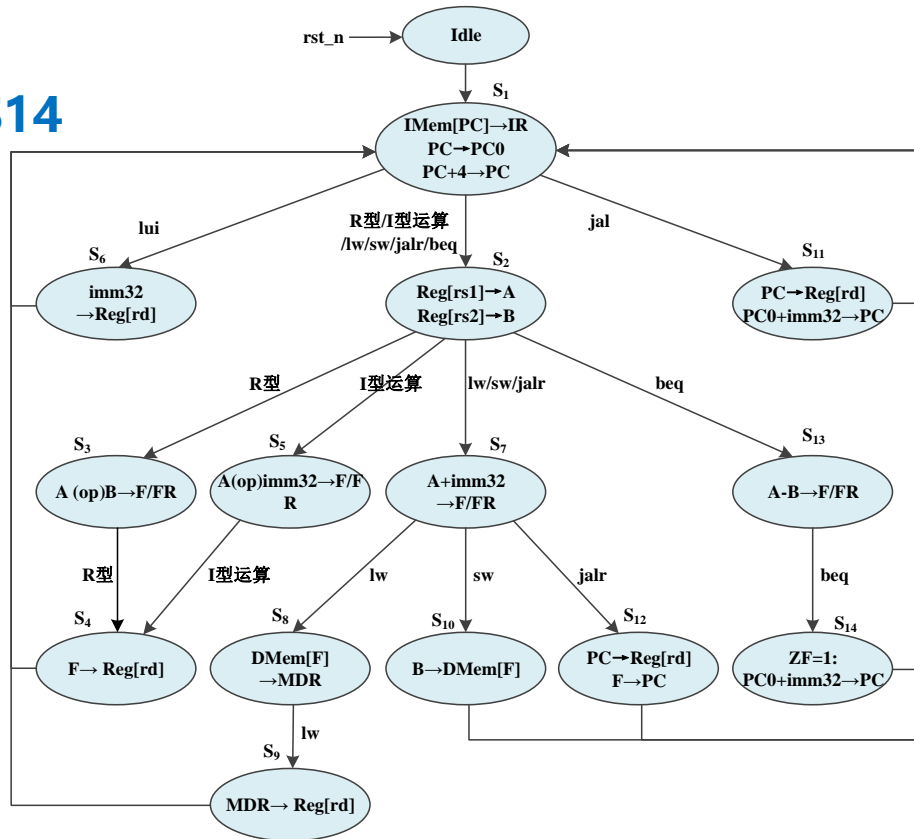 Idle
rst_n
S₁
14
IMem[PC]→IR
PC→PC0
PC+4→PC
lui
R型/I型运算
/lw/sw/jalr/beq
jal
S₆
S₂
S₁₁
imm32
→Reg[rd]
Reg[rs1]→A
Reg[rs2]→B
PC→Reg[rd]
PC0+imm32→PC
R型
I型运算
lw/sw/jalr
beq
S₃
S₅
S₇
S₁₃
A (op)B→F/FR
A(op)imm32→F/F
R
A+imm32
→F/FR
A-B→F/FR
R型
I型运算
lw
sw
jalr
beq
S₄
S₈
S₁₀
S₁₂
S₁₄
F→ Reg[rd]
DMem[F]
→MDR
B→DMem[F]
PC→Reg[rd]
F→PC
ZF=1:
PC0+imm32→PC
lw
S₉
MDR→ Reg[rd]